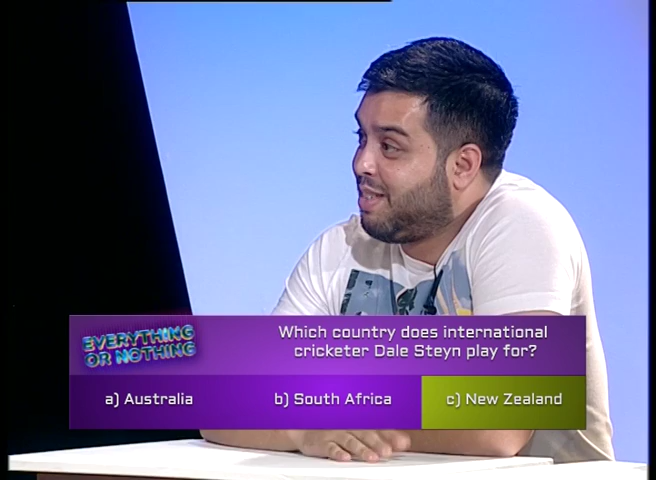 EVERYTHING
OR NOTHING
Which country does international
cricketer Dale Steyn play for?
a) Australia
b) South Africa
c) New Zealand